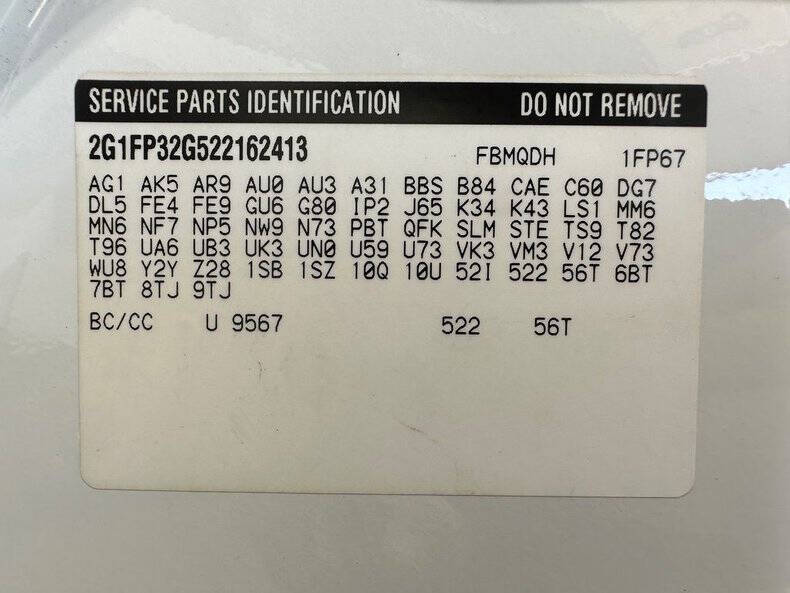 SERVICE PARTS IDENTIFICATION DO NOT REMOVE
2G1FP32G522162413 FBMQDH 1FP67
AG1 AK5 AR9 AU0 AU3 A31 BBS B84 CAE C60 DG7
DL5 FE4 FE9 GU6 G80 IP2 J65 K34 K43 LS1 MM6
MN6 NF7 NP5 NW9 N73 PBT QFK SLM STE TS9 T82
T96 UA6 UB3 UK3 UN0 U59 U73 VK3 VM3 V12 V73
WU8 Y2Y Z28 1SB 1SZ 10Q 10U 52I 522 56T 6BT
7BT 8TJ 9TJ
BC/CC U 9567 522 56T